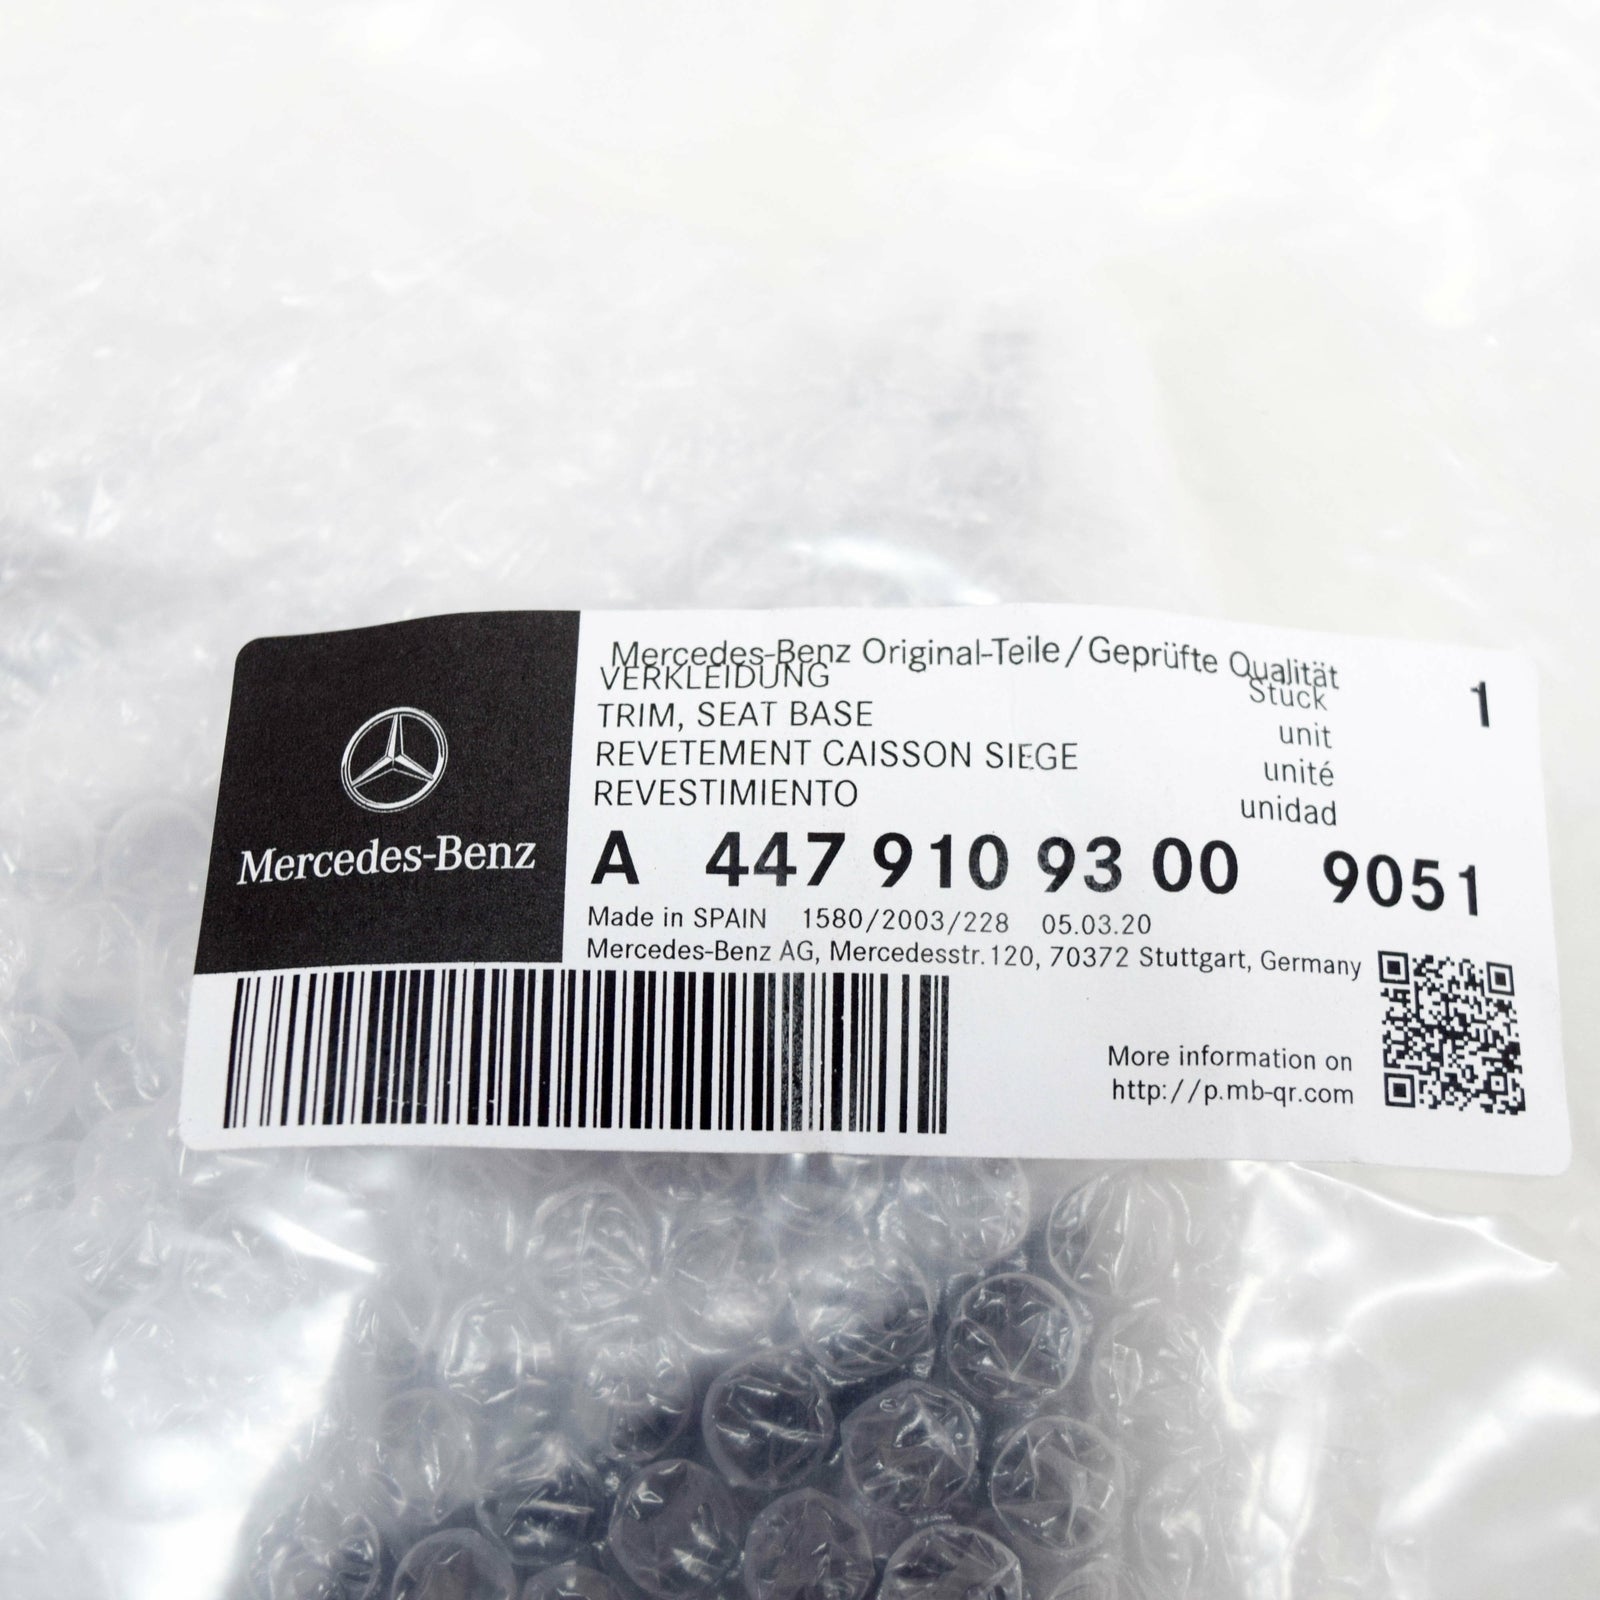 Mercedes-Benz
Mercedes-Benz Original-Teile/Geprüfte Qualität
VERKLEIDUNG
TRIM, SEAT BASE
REVETEMENT CAISSON SIEGE
REVESTIMIENTO
Stück 1
unit
unité
unidad
A 447 910 93 00 9051
Made in SPAIN 1580/2003/228 05.03.20
Mercedes-Benz AG, Mercedesstr.120, 70372 Stuttgart, Germany
More information on
http://p.mb-qr.com